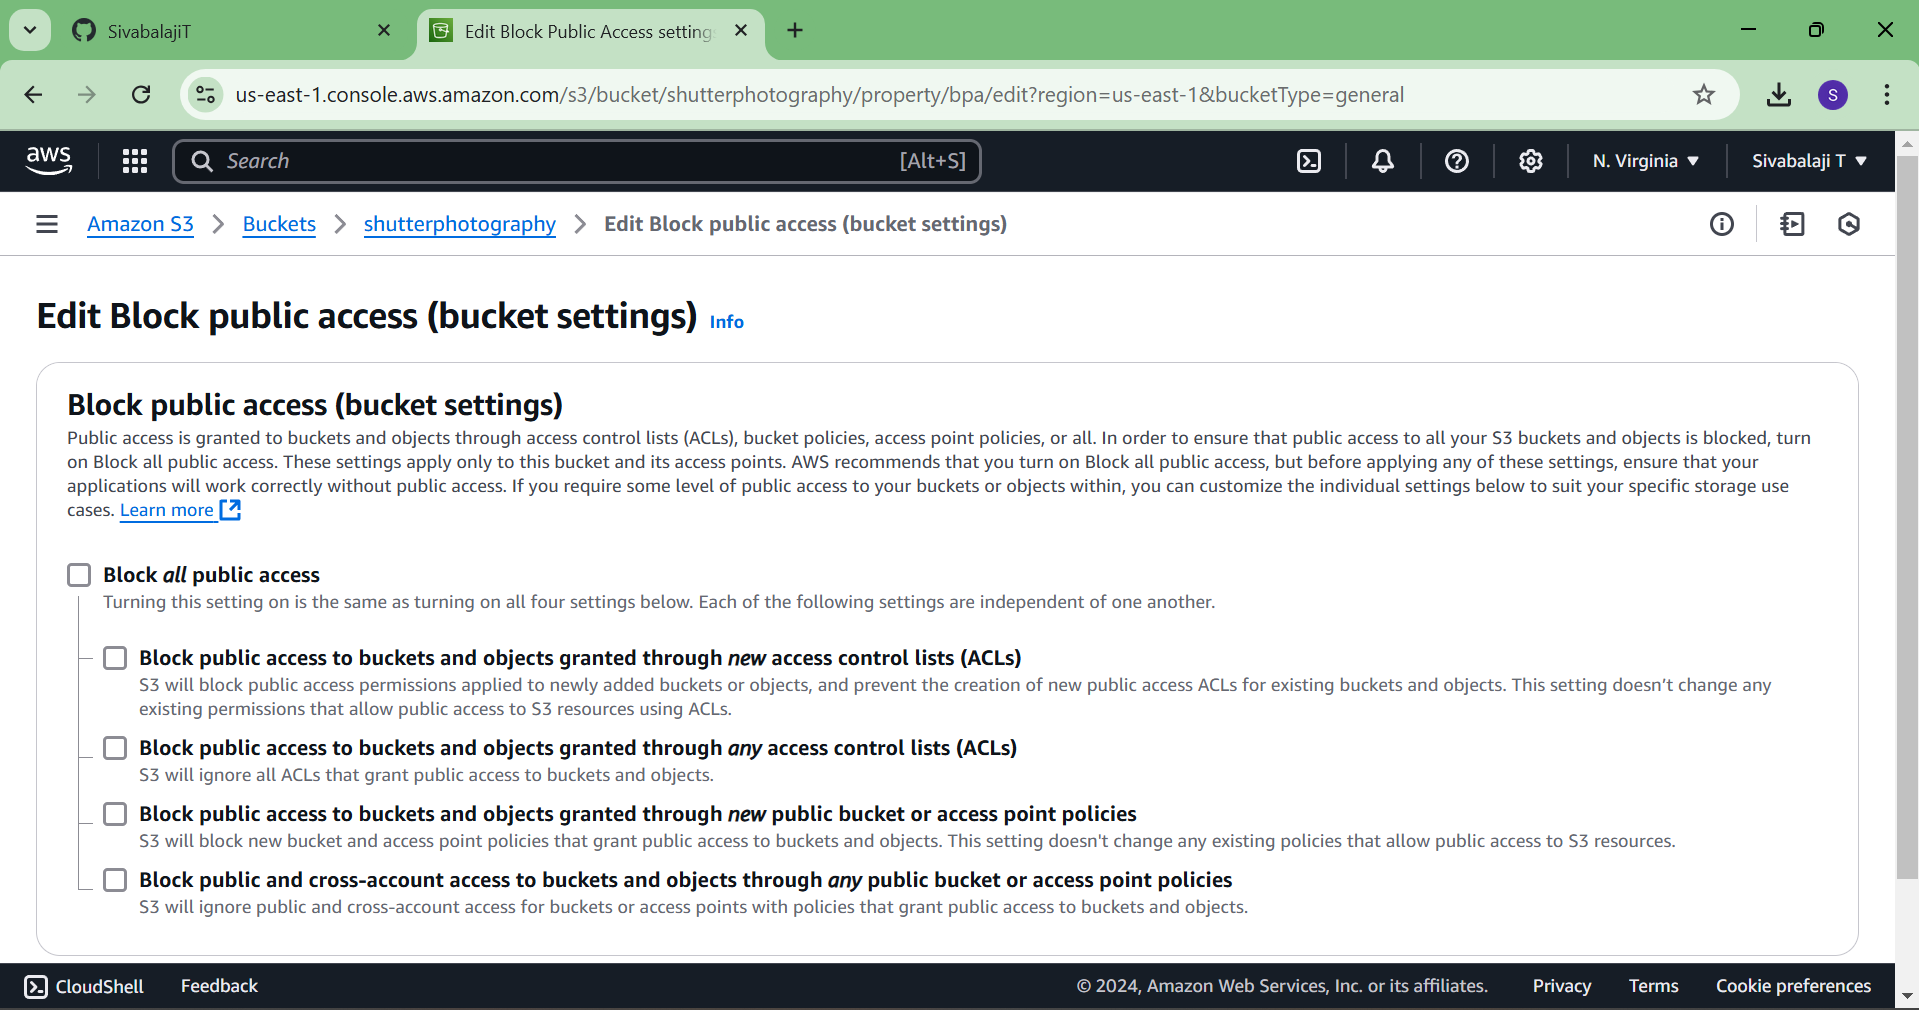 SivabalajiT
Edit Block Public Access setting
us-east-1.console.aws.amazon.com/s3/bucket/shutterphotography/property/bpa/edit?region=us-east-1&bucketType=general
S
aws
Search
[Alt+S]
N. Virginia
Sivabalaji T
Amazon S3
Buckets
shutterphotography
Edit Block public access (bucket settings)
Edit Block public access (bucket settings) Info
Block public access (bucket settings)
Public access is granted to buckets and objects through access control lists (ACLs), bucket policies, access point policies, or all. In order to ensure that public access to all your S3 buckets and objects is blocked, turn
on Block all public access. These settings apply only to this bucket and its access points. AWS recommends that you turn on Block all public access, but before applying any of these settings, ensure that your
applications will work correctly without public access. If you require some level of public access to your buckets or objects within, you can customize the individual settings below to suit your specific storage use
cases. Learn more
Block all public access
Turning this setting on is the same as turning on all four settings below. Each of the following settings are independent of one another.
Block public access to buckets and objects granted through new access control lists (ACLs)
S3 will block public access permissions applied to newly added buckets or objects, and prevent the creation of new public access ACLs for existing buckets and objects. This setting doesn’t change any
existing permissions that allow public access to S3 resources using ACLs.
Block public access to buckets and objects granted through any access control lists (ACLs)
S3 will ignore all ACLs that grant public access to buckets and objects.
Block public access to buckets and objects granted through new public bucket or access point policies
S3 will block new bucket and access point policies that grant public access to buckets and objects. This setting doesn't change any existing policies that allow public access to S3 resources.
Block public and cross-account access to buckets and objects through any public bucket or access point policies
S3 will ignore public and cross-account access for buckets or access points with policies that grant public access to buckets and objects.
CloudShell
Feedback
© 2024, Amazon Web Services, Inc. or its affiliates.
Privacy
Terms
Cookie preferences